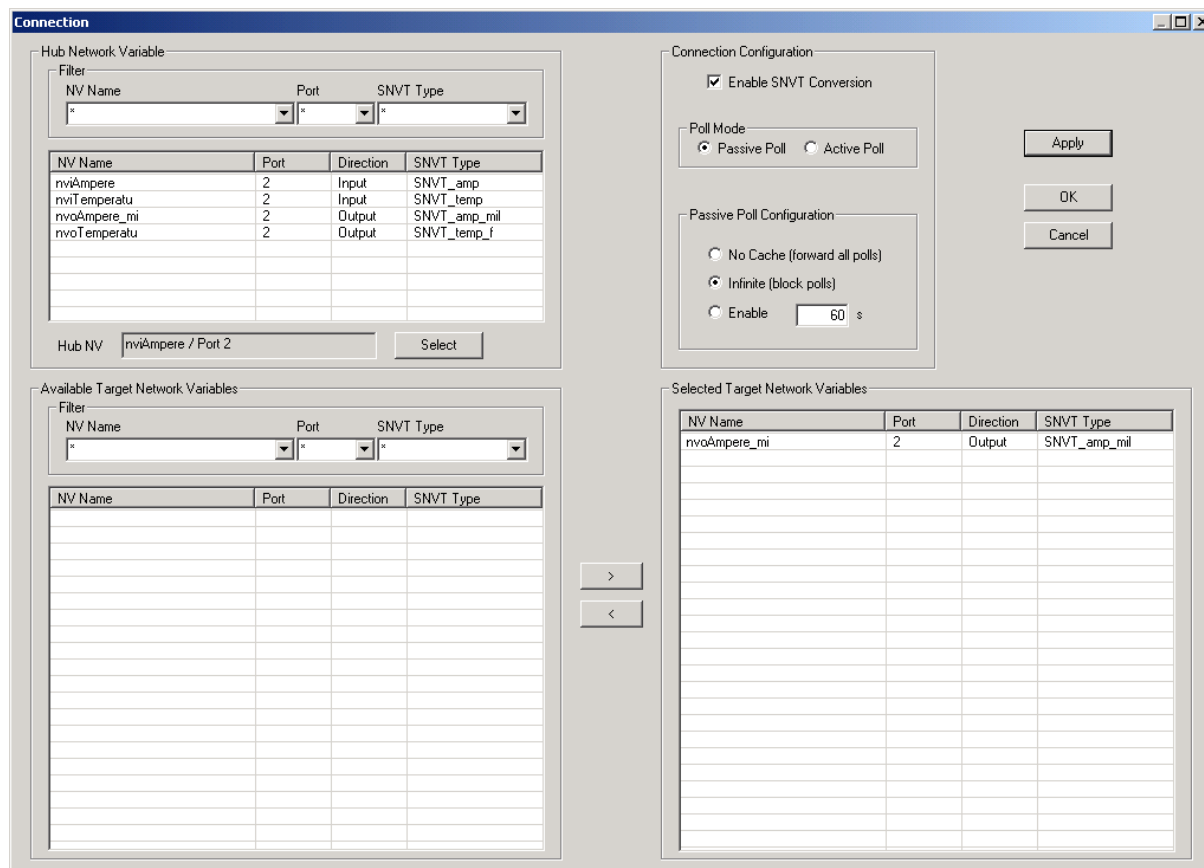 Connection
Hub Network Variable
Filter
NV Name Port SNVT Type
* * *
NV Name Port Direction SNVT Type
nviAmpere 2 Input SNVT_amp
nviTemperatu 2 Input SNVT_temp
nvoAmpere_mi 2 Output SNVT_amp_mil
nvoTemperatu 2 Output SNVT_temp_f
Hub NV nviAmpere / Port 2 Select
Connection Configuration
Enable SNVT Conversion
Poll Mode
Passive Poll Active Poll
Passive Poll Configuration
No Cache (forward all polls)
Infinite (block polls)
Enable 60 s
Apply
OK
Cancel
Available Target Network Variables
Filter
NV Name Port SNVT Type
* * *
NV Name Port Direction SNVT Type
>
<
Selected Target Network Variables
NV Name Port Direction SNVT Type
nvoAmpere_mi 2 Output SNVT_amp_mil